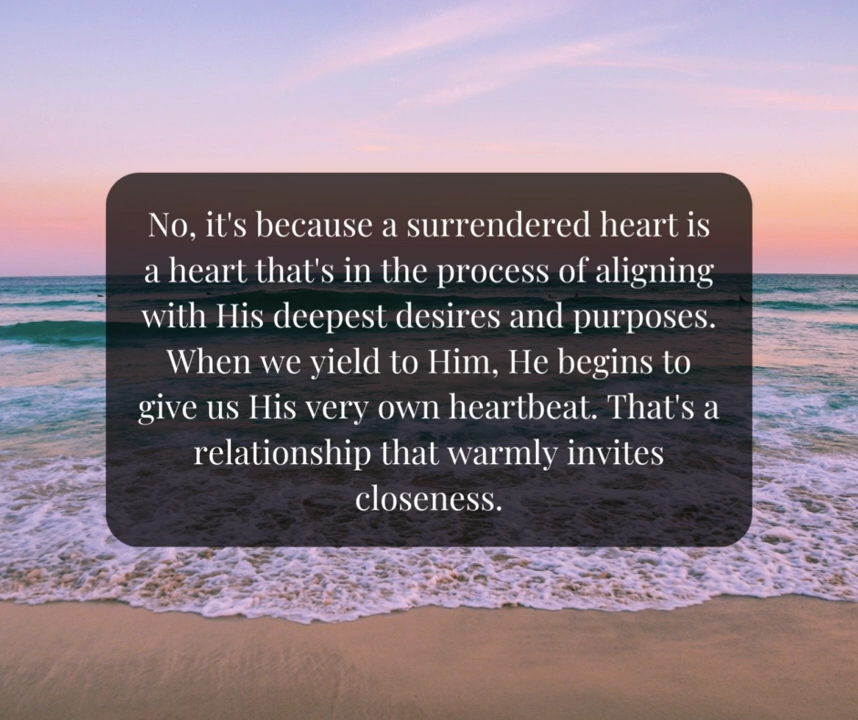 No, it's because a surrendered heart is
a heart that's in the process of aligning
with His deepest desires and purposes.
When we yield to Him, He begins to
give us His very own heartbeat. That's a
relationship that warmly invites
closeness.